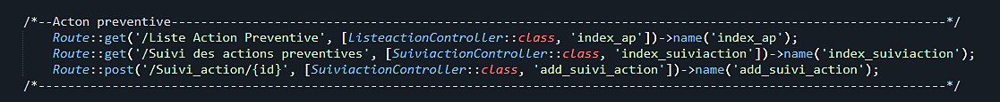 /*--Acton preventive--------------------------------------------------------------------------------------------------------------*/
Route::get('/Liste Action Preventive', [ListeactionController::class, 'index_ap'])->name('index_ap');
Route::get('/Suivi des actions preventives', [SuiviactionController::class, 'index_suiviaction'])->name('index_suiviaction');
Route::post('/Suivi_action/{id}', [SuiviactionController::class, 'add_suivi_action'])->name('add_suivi_action');
/*----------------------------------------------------------------------------------------------------------------------------------*/